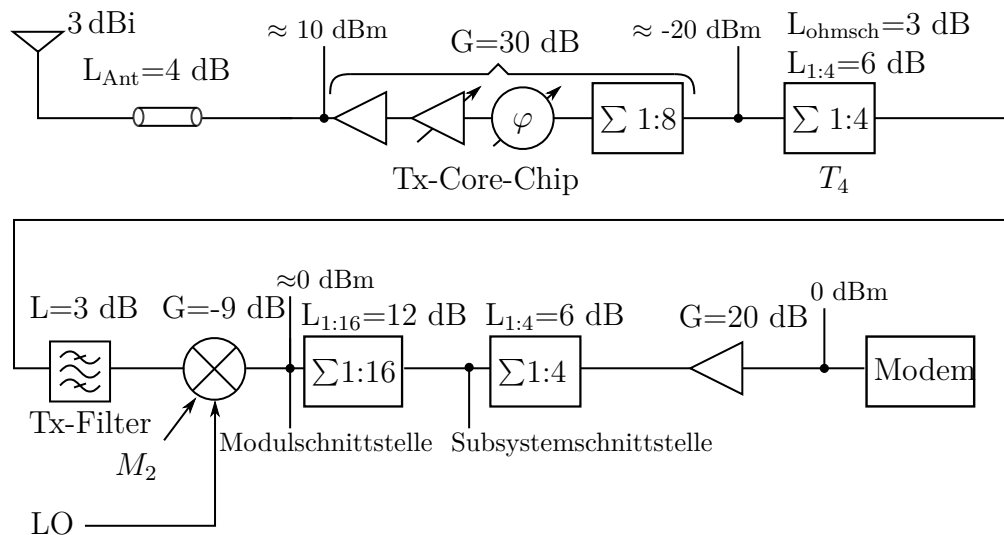 3 dBi
L_Ant=4 dB
≈ 10 dBm
G=30 dB
≈ -20 dBm
L_ohmsch=3 dB
L_1:4=6 dB
φ
∑ 1:8
∑ 1:4
Tx-Core-Chip
T_4
L=3 dB
G=-9 dB
≈0 dBm
L_1:16=12 dB
L_1:4=6 dB
G=20 dB
0 dBm
∑1:16
∑1:4
Modem
Tx-Filter
M_2
Modulschnittstelle
Subsystemschnittstelle
LO